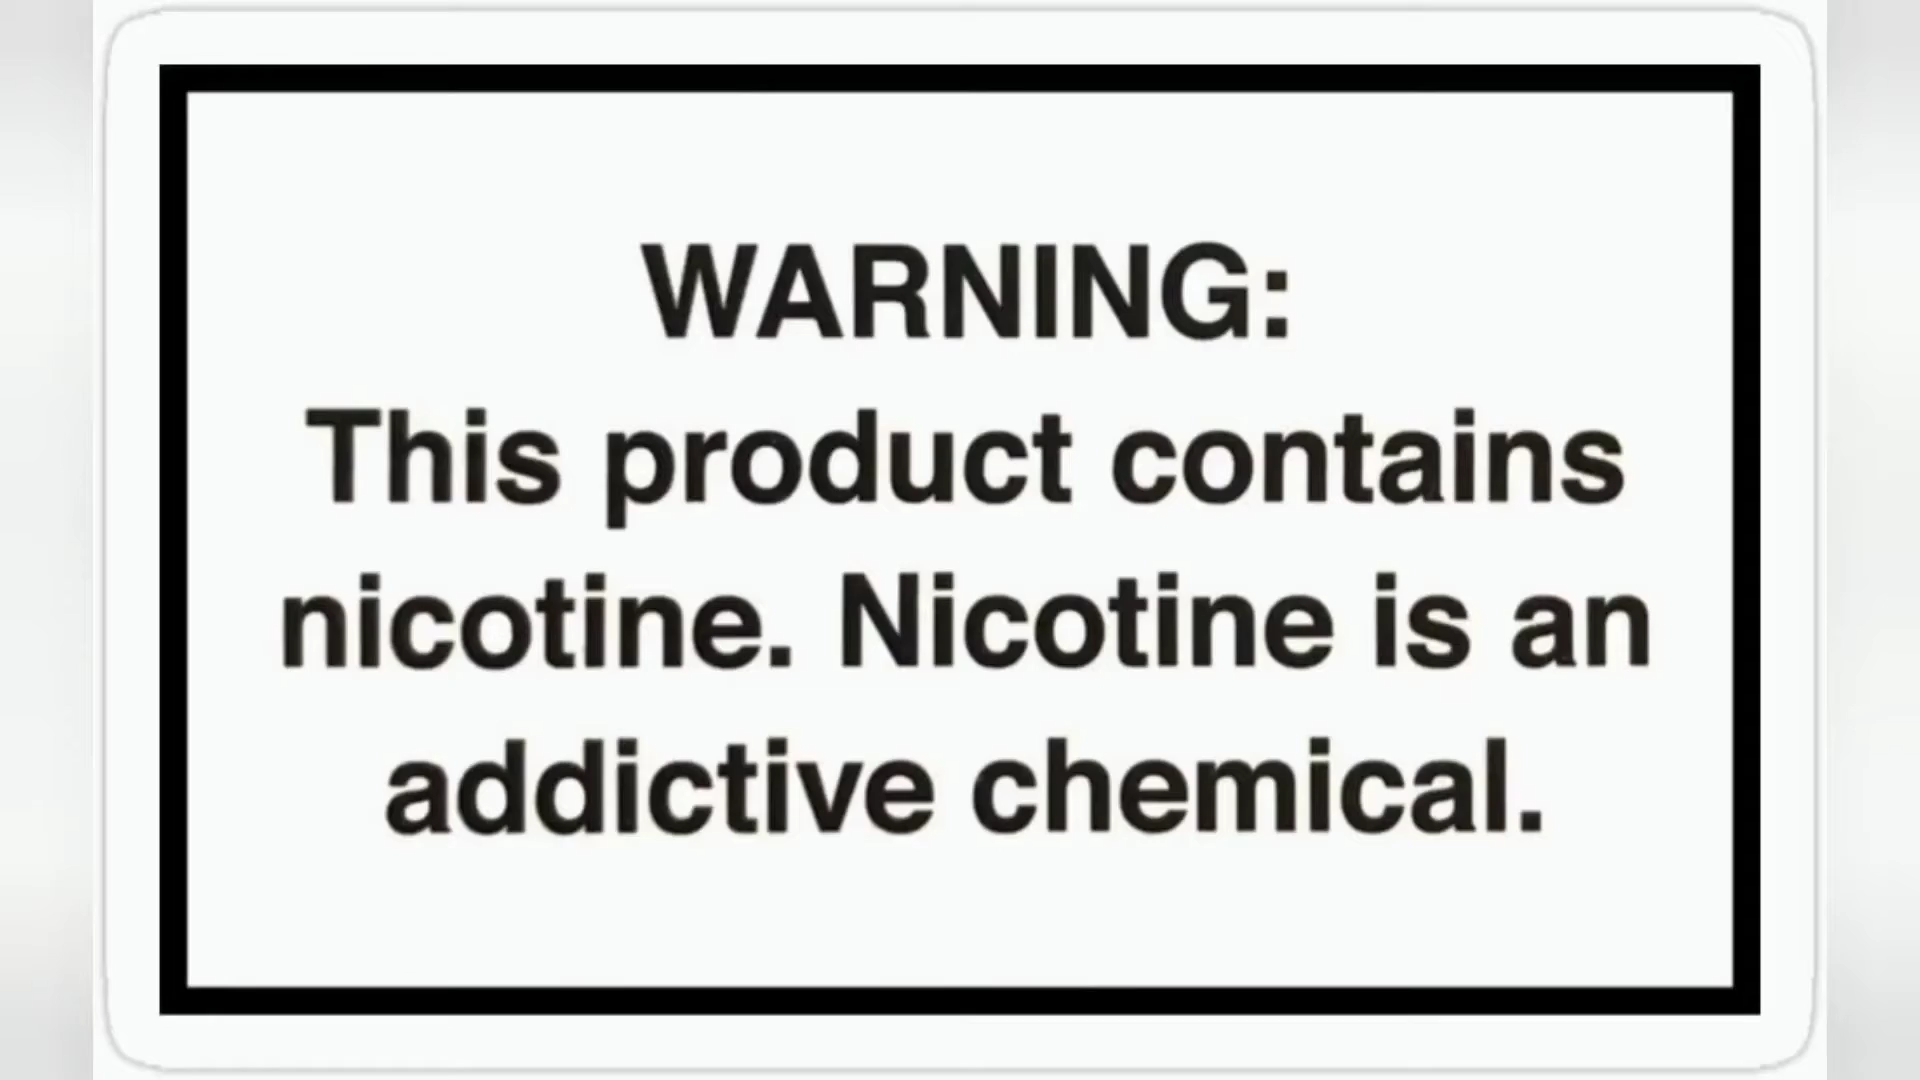 WARNING:
This product contains
nicotine. Nicotine is an
addictive chemical.